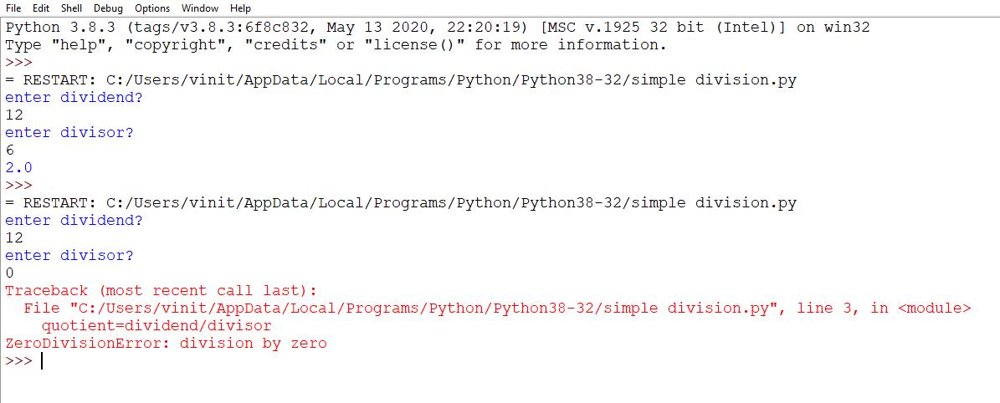 File Edit Shell Debug Options Window Help
Python 3.8.3 (tags/v3.8.3:6f8c832, May 13 2020, 22:20:19) [MSC v.1925 32 bit (Intel)] on win32
Type "help", "copyright", "credits" or "license()" for more information.
>>>
= RESTART: C:/Users/vinit/AppData/Local/Programs/Python/Python38-32/simple division.py
enter dividend?
12
enter divisor?
6
2.0
>>>
= RESTART: C:/Users/vinit/AppData/Local/Programs/Python/Python38-32/simple division.py
enter dividend?
12
enter divisor?
0
Traceback (most recent call last):
  File "C:/Users/vinit/AppData/Local/Programs/Python/Python38-32/simple division.py", line 3, in <module>
    quotient=dividend/divisor
ZeroDivisionError: division by zero
>>>